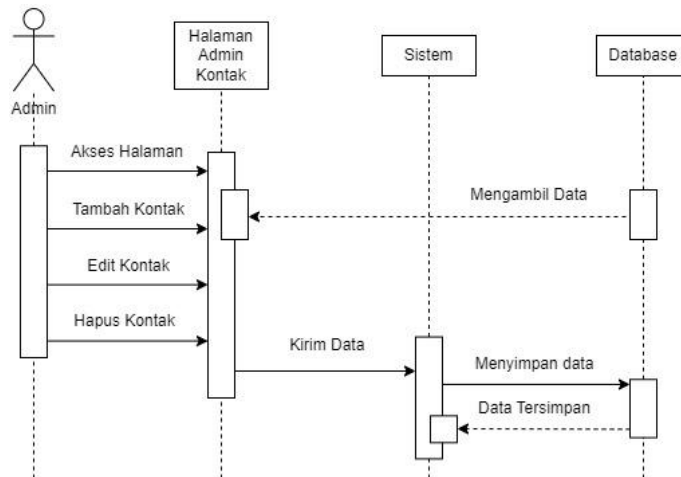 Halaman
Admin
Kontak
Sistem
Database
Admin
Akses Halaman
Mengambil Data
Tambah Kontak
Edit Kontak
Hapus Kontak
Kirim Data
Menyimpan data
Data Tersimpan